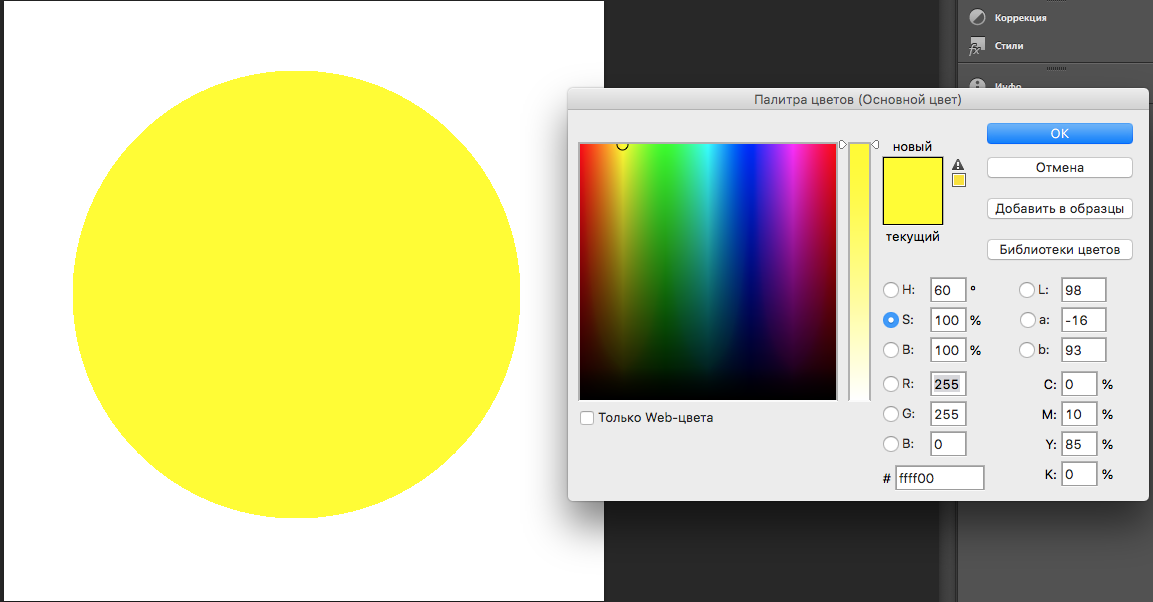 Коррекция
fx Стили
Инфо
Палитра цветов (Основной цвет)
новый
текущий
OK
Отмена
Добавить в образцы
Библиотеки цветов
H: 60 ° L: 98
S: 100 % a: -16
B: 100 % b: 93
R: 255 C: 0 %
G: 255 M: 10 %
B: 0 Y: 85 %
# ffff00 K: 0 %
Только Web-цвета